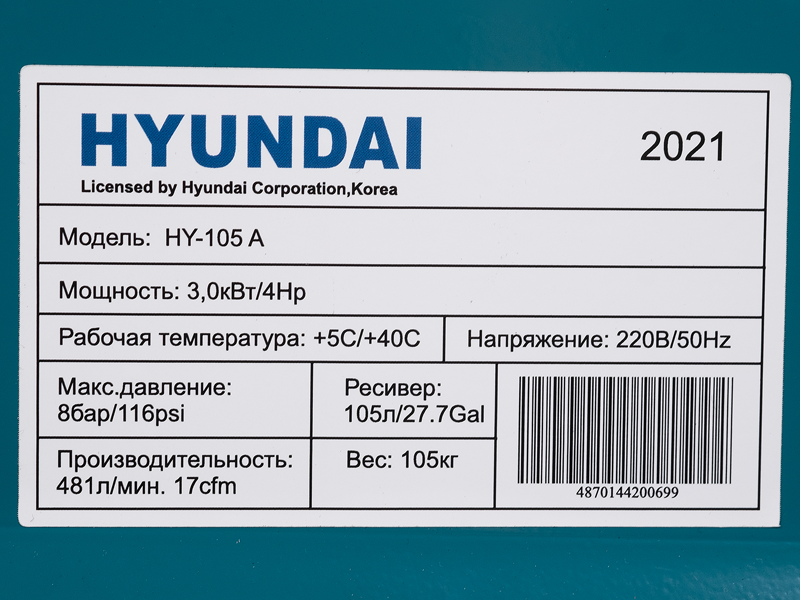 HYUNDAI
2021
Licensed by Hyundai Corporation,Korea
Модель: HY-105 A
Мощность: 3,0кВт/4Hp
Рабочая температура: +5C/+40C
Напряжение: 220В/50Hz
Макс.давление:
8бар/116psi
Ресивер:
105л/27.7Gal
Производительность:
481л/мин. 17cfm
Вес: 105кг
4870144200699